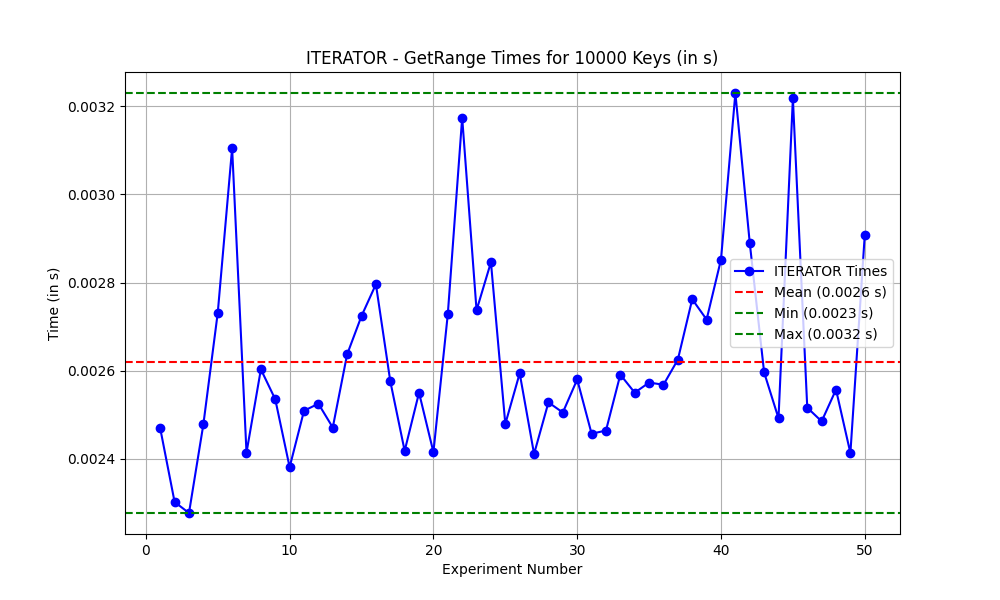 ITERATOR - GetRange Times for 10000 Keys (in s)
Time (in s)
0.0032
0.0030
0.0028
0.0026
0.0024
ITERATOR Times
Mean (0.0026 s)
Min (0.0023 s)
Max (0.0032 s)
0 10 20 30 40 50
Experiment Number